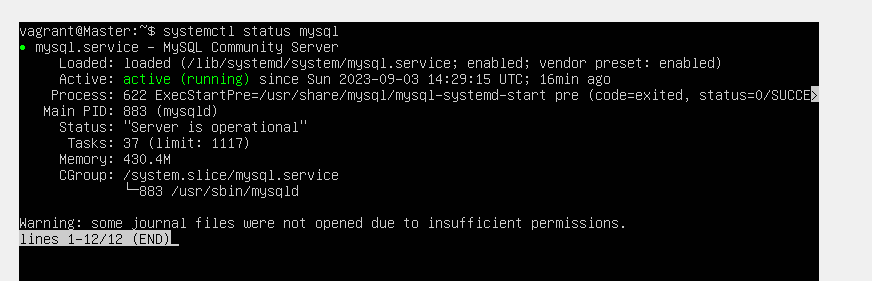 vagrant@Master:~$ systemctl status mysql
● mysql.service - MySQL Community Server
Loaded: loaded (/lib/systemd/system/mysql.service; enabled; vendor preset: enabled)
Active: active (running) since Sun 2023-09-03 14:29:15 UTC; 16min ago
Process: 622 ExecStartPre=/usr/share/mysql/mysql-systemd-start pre (code=exited, status=0/SUCCE>
Main PID: 883 (mysqld)
Status: "Server is operational"
Tasks: 37 (limit: 1117)
Memory: 430.4M
CGroup: /system.slice/mysql.service
└─883 /usr/sbin/mysqld
Warning: some journal files were not opened due to insufficient permissions.
lines 1-12/12 (END)